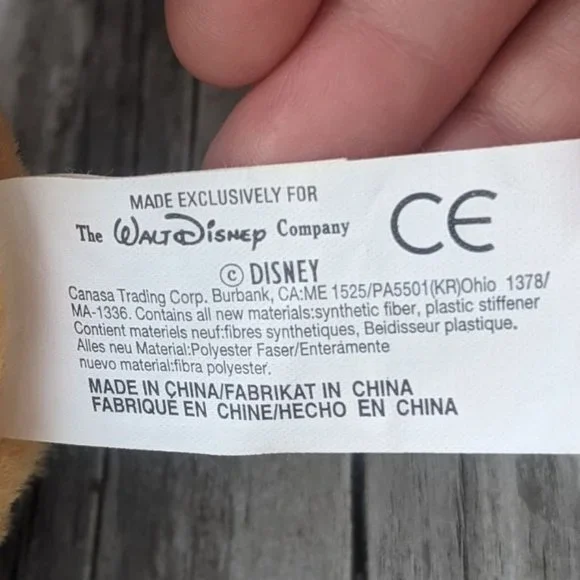 MADE EXCLUSIVELY FOR
The WALT DISNEY Company
CE
© DISNEY
Canasa Trading Corp. Burbank, CA:ME 1525/PA5501(KR)Ohio 1378/
MA-1336. Contains all new materials:synthetic fiber, plastic stiffener
Contient materiels neuf:fibres synthetiques, Beidisseur plastique.
Alles neu Material:Polyester Faser/Enterámente
nuevo material:fibra polyester.
MADE IN ÇHINA/FABRIKAT IN CHINA
FABRIQUÉ EN CHINE/HECHO EN CHINA